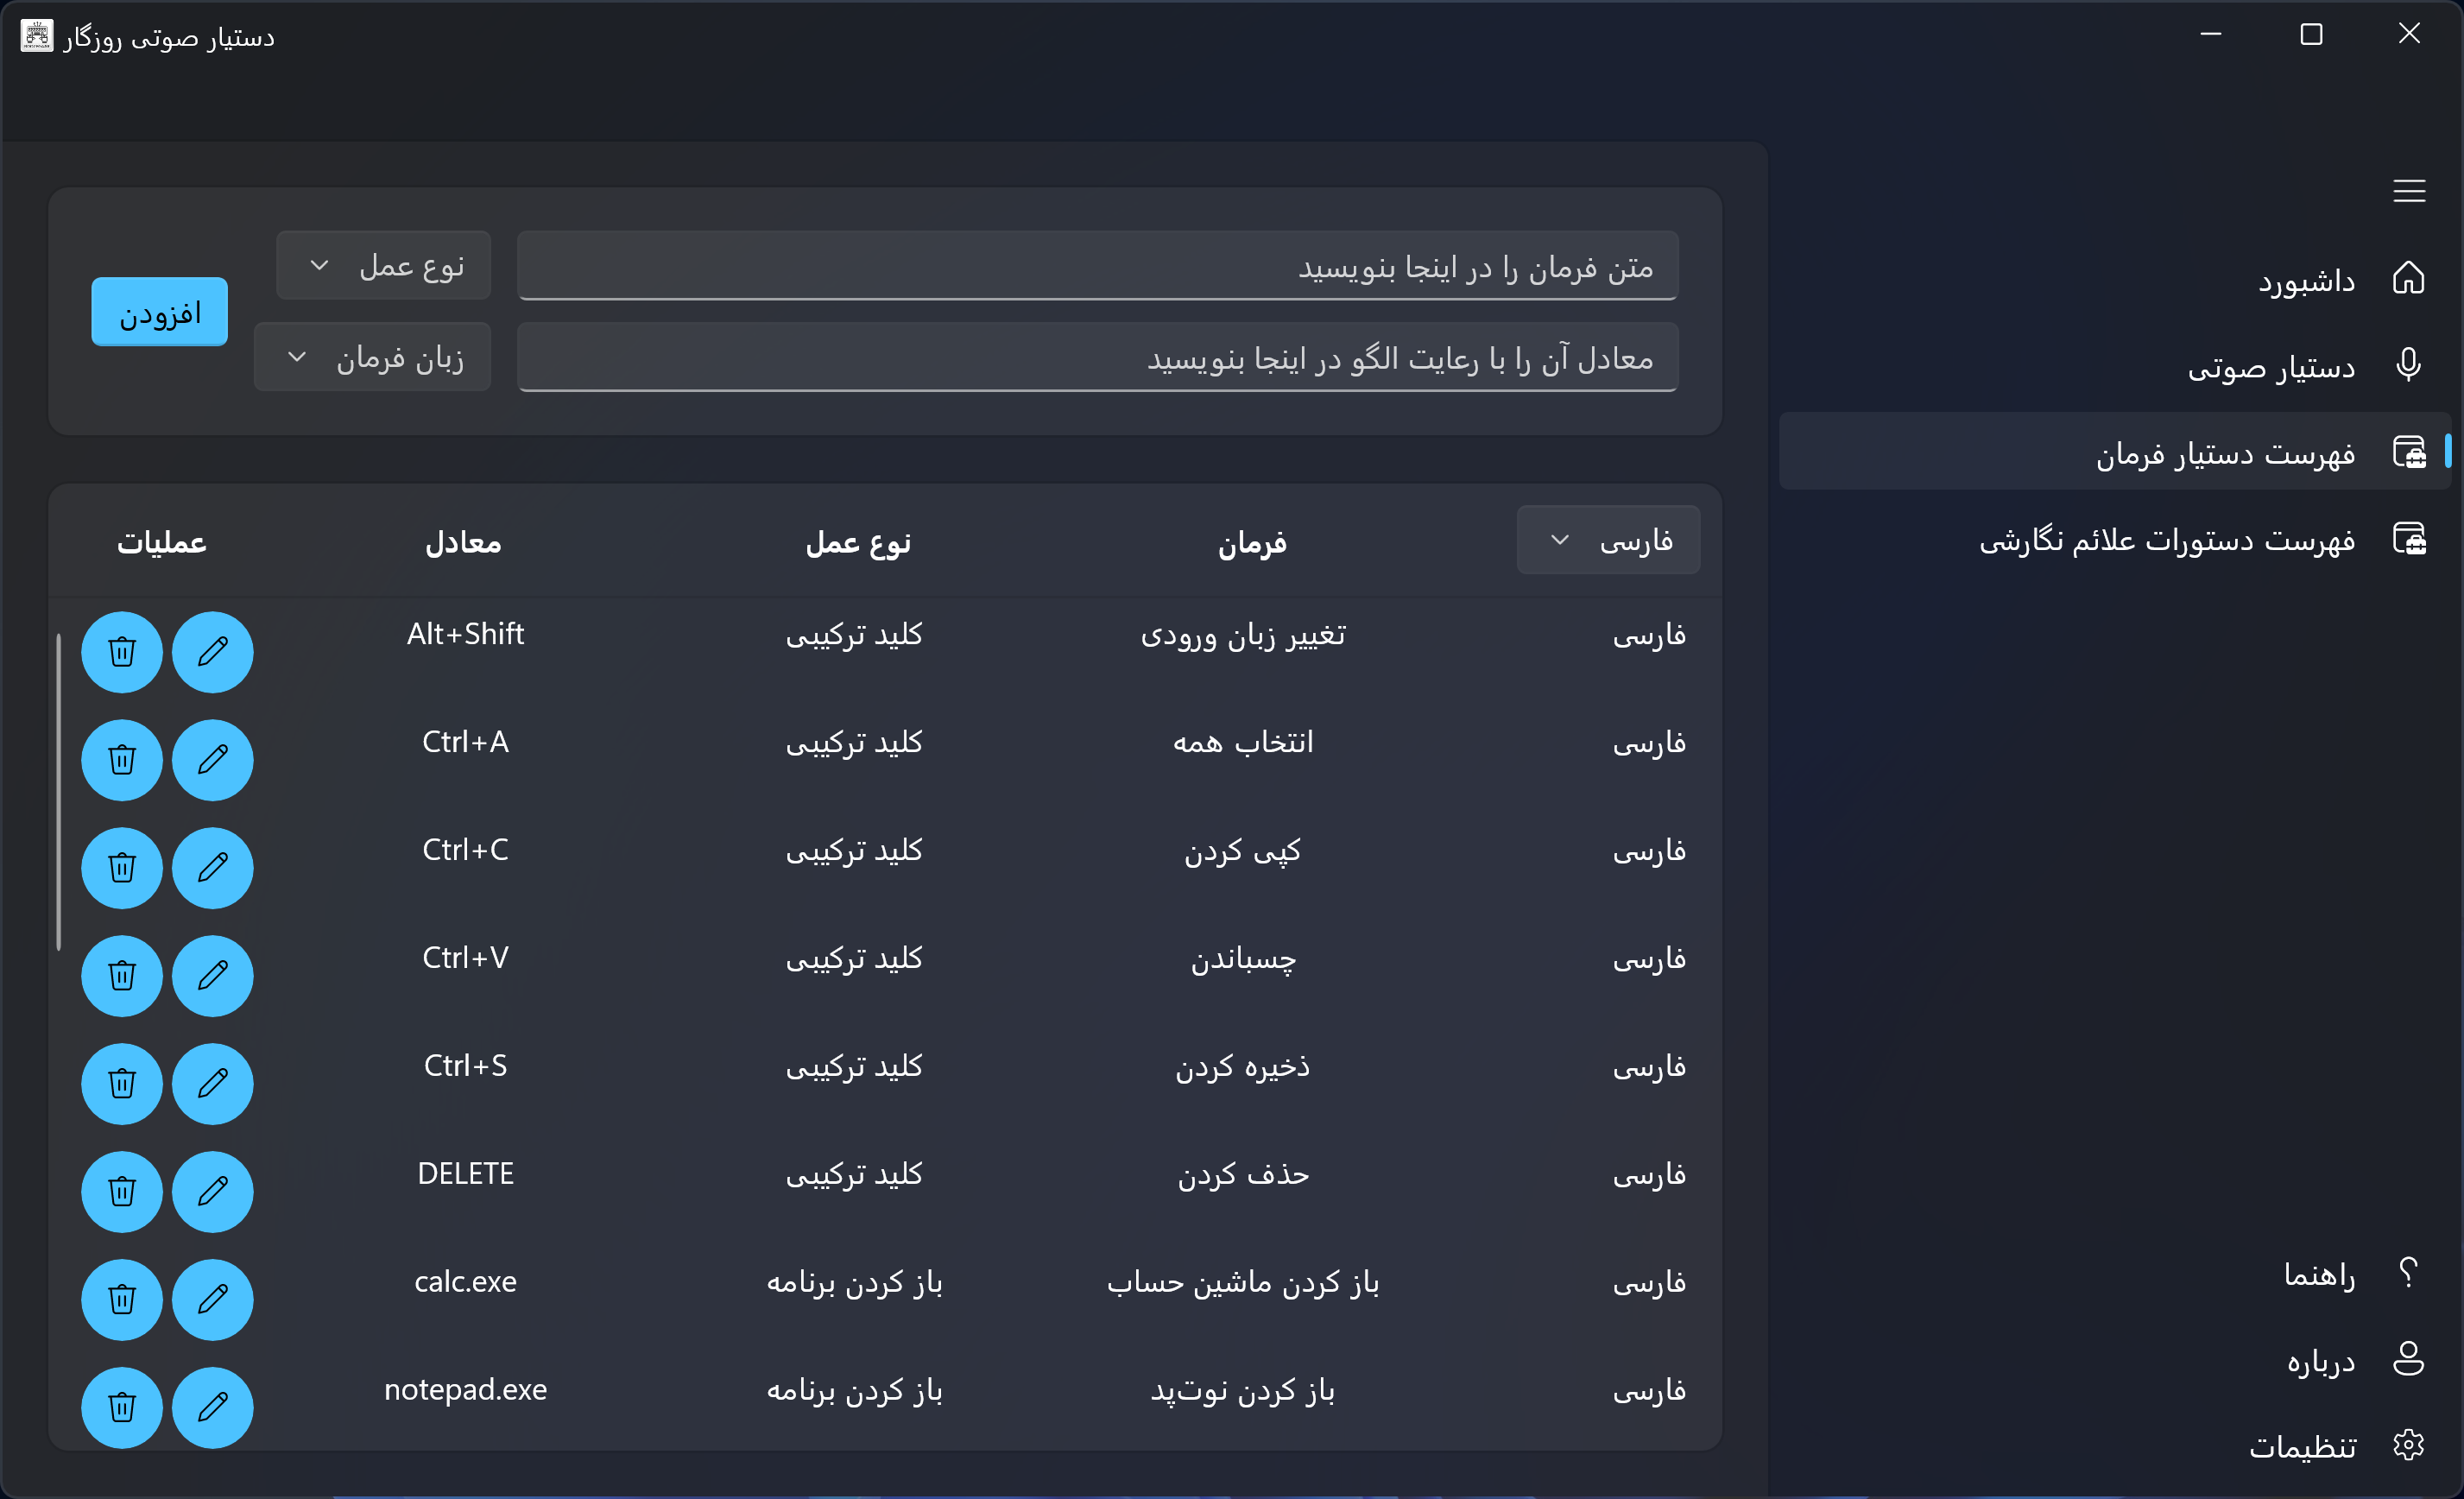 دستیار صوتی روزگار
داشبورد
دستیار صوتی
فهرست دستیار فرمان
فهرست دستورات علائم نگارشی
راهنما
درباره
تنظیمات
متن فرمان را در اینجا بنویسید
نوع عمل
معادل آن را با رعایت الگو در اینجا بنویسید
زبان فرمان
افزودن
فارسی فرمان نوع عمل معادل عملیات
فارسی تغییر زبان ورودی کلید ترکیبی Alt+Shift
فارسی انتخاب همه کلید ترکیبی Ctrl+A
فارسی کپی کردن کلید ترکیبی Ctrl+C
فارسی چسباندن کلید ترکیبی Ctrl+V
فارسی ذخیره کردن کلید ترکیبی Ctrl+S
فارسی حذف کردن کلید ترکیبی DELETE
فارسی باز کردن ماشین حساب باز کردن برنامه calc.exe
فارسی باز کردن نوت‌پد باز کردن برنامه notepad.exe